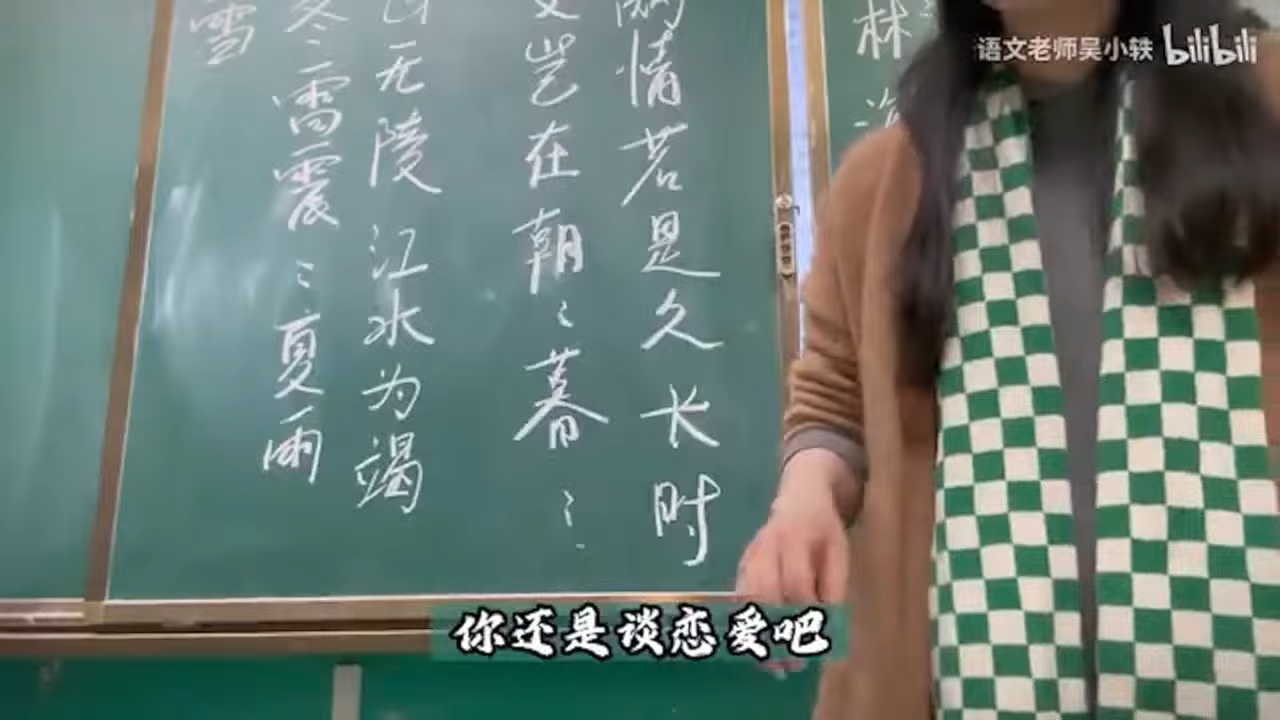 情若是久长时
岂在朝〻暮〻
山无陵江水为竭
冬雷震〻夏雨
雪
林
语文老师吴小轶 bilibili
你还是谈恋爱吧